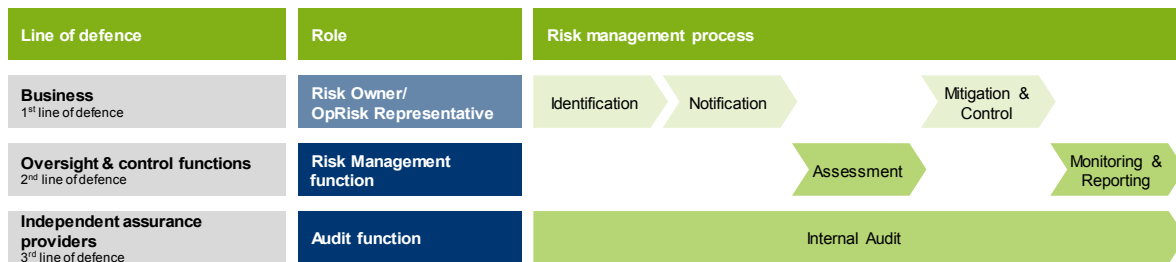 Line of defence
Role
Risk management process
Business
1st line of defence
Risk Owner/
OpRisk Representative
Identification
Notification
Mitigation &
Control
Oversight & control functions
2nd line of defence
Risk Management
function
Assessment
Monitoring &
Reporting
Independent assurance
providers
3rd line of defence
Audit function
Internal Audit